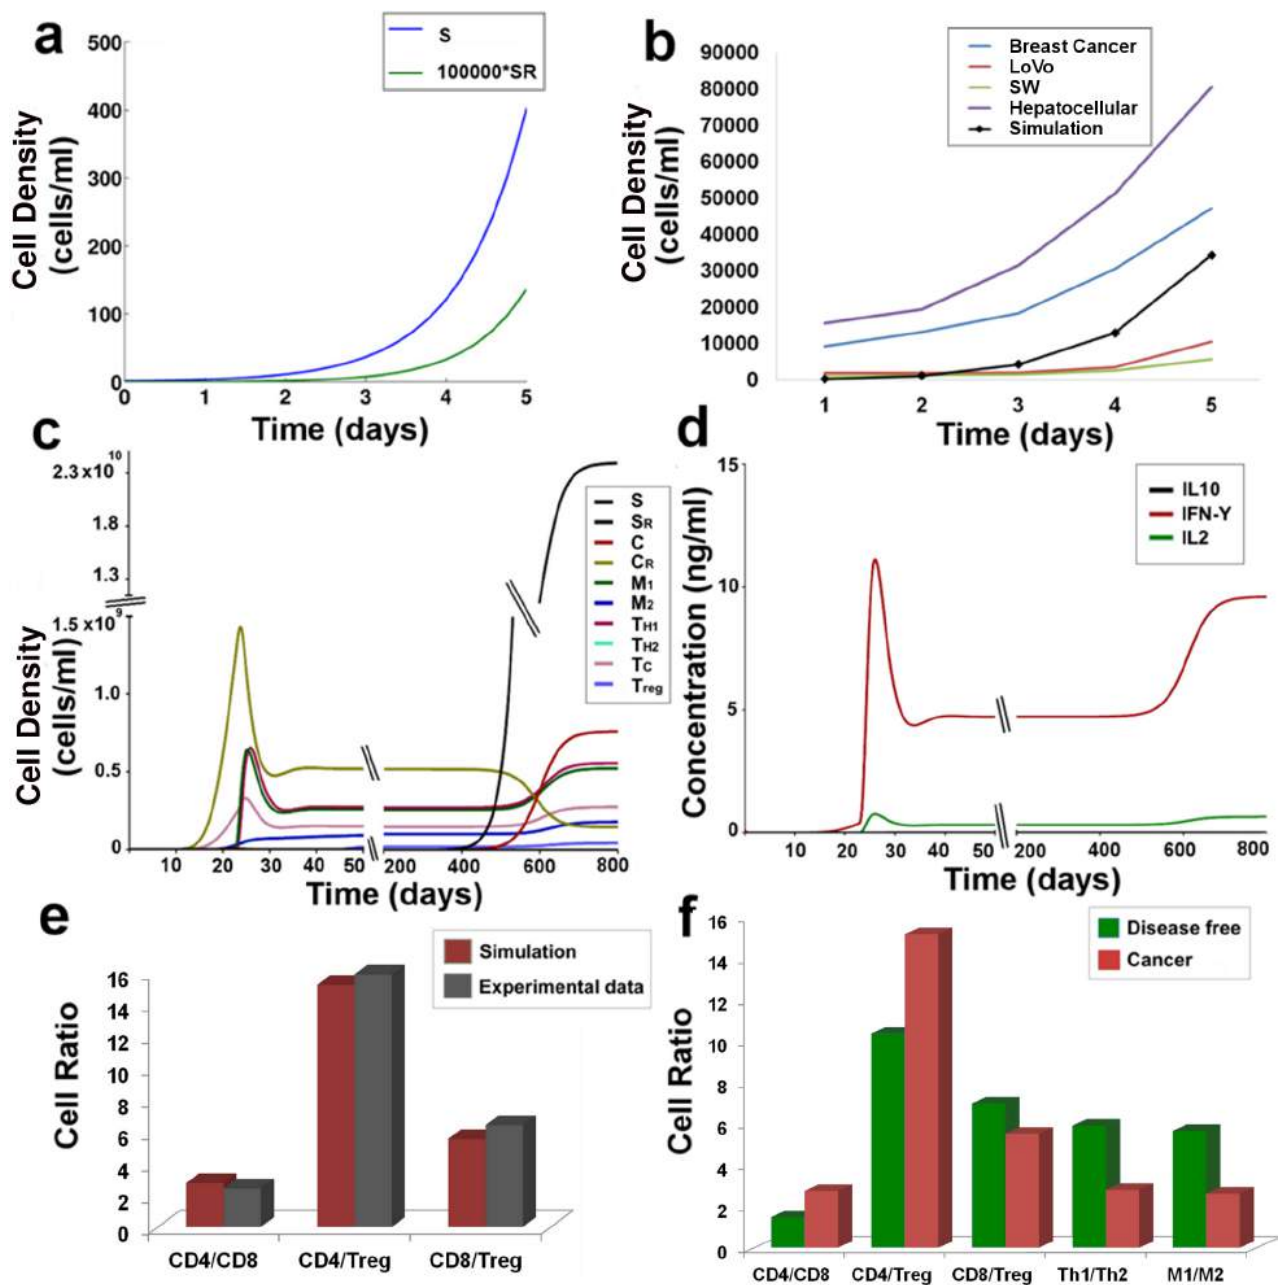 a
500
400
300
200
100
0
0 1 2 3 4 5
Time (days)
Cell Density
(cells/ml)
S
100000*SR
b
90000
80000
70000
60000
50000
40000
30000
20000
10000
0
1 2 3 4 5
Time (days)
Cell Density
(cells/ml)
Breast Cancer
LoVo
SW
Hepatocellular
Simulation
c
2.3 x10^10
1.8
1.3
1.5 x10^9
1.0
0.5
0
10 20 30 40 50 200 400 600 800
Time (days)
Cell Density
(cells/ml)
S
SR
C
CR
M1
M2
TH1
TH2
TC
Treg
d
15
10
5
0
10 20 30 40 50 200 400 600 800
Time (days)
Concentration (ng/ml)
IL10
IFN-Y
IL2
e
16
14
12
10
8
6
4
2
0
CD4/CD8 CD4/Treg CD8/Treg
Cell Ratio
Simulation
Experimental data
f
16
14
12
10
8
6
4
2
0
CD4/CD8 CD4/Treg CD8/Treg Th1/Th2 M1/M2
Cell Ratio
Disease free
Cancer